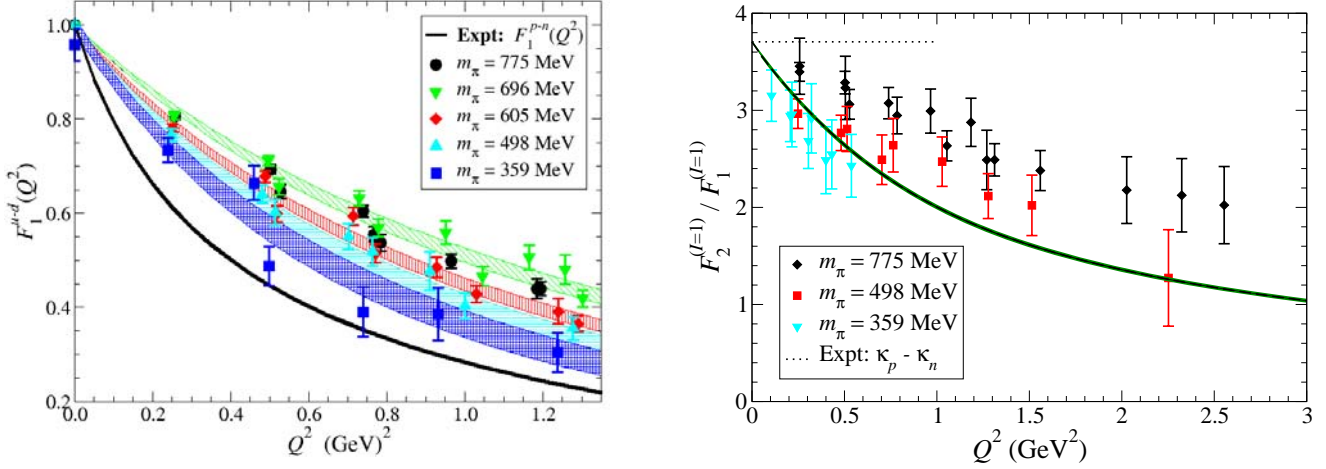 F₁ᵘ⁻ᵈ(Q²)
1.0
0.8
0.6
0.4
0.2
0.0
0.2
0.4
0.6
0.8
1.0
1.2
Q² (GeV)²
Expt: F₁ᵖ⁻ⁿ(Q²)
mπ = 775 MeV
mπ = 696 MeV
mπ = 605 MeV
mπ = 498 MeV
mπ = 359 MeV
F₂⁽ᴵ⁼¹⁾ / F₁⁽ᴵ⁼¹⁾
4
3
2
1
0
0
0.5
1
1.5
2
2.5
3
Q² (GeV²)
mπ = 775 MeV
mπ = 498 MeV
mπ = 359 MeV
Expt: κp - κn